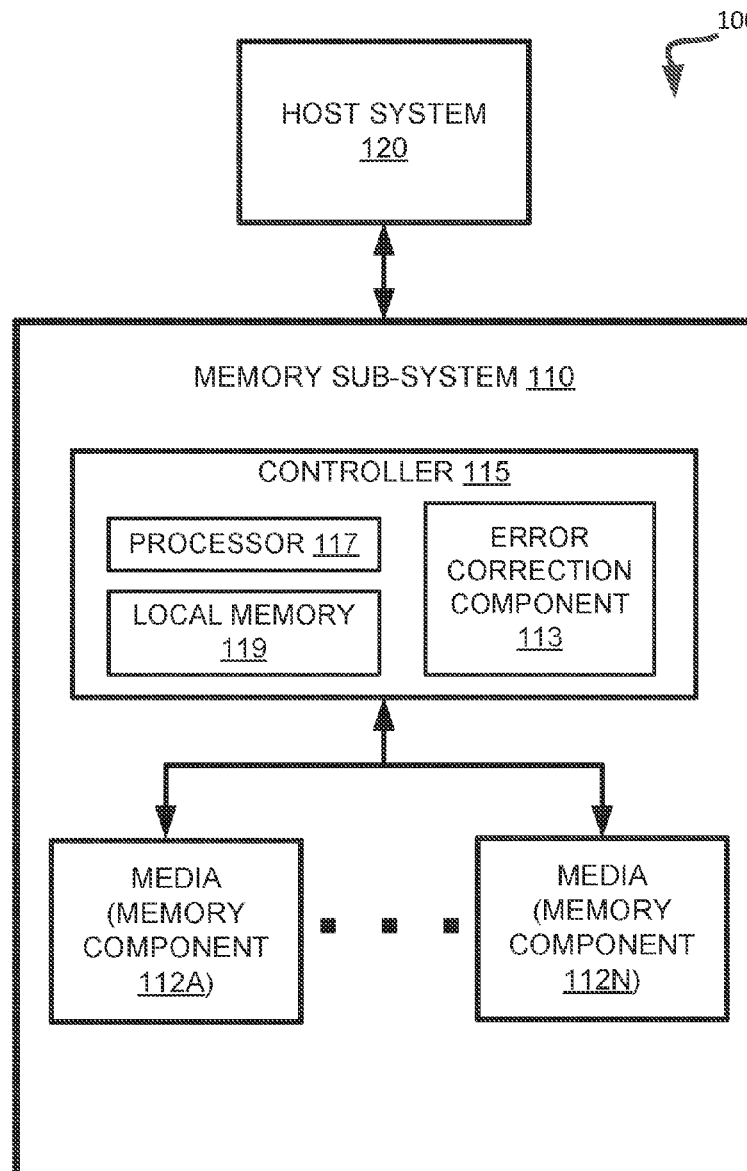 100
HOST SYSTEM
120
MEMORY SUB-SYSTEM 110
CONTROLLER 115
PROCESSOR 117
LOCAL MEMORY
119
ERROR
CORRECTION
COMPONENT
113
MEDIA
(MEMORY
COMPONENT
112A)
MEDIA
(MEMORY
COMPONENT
112N)